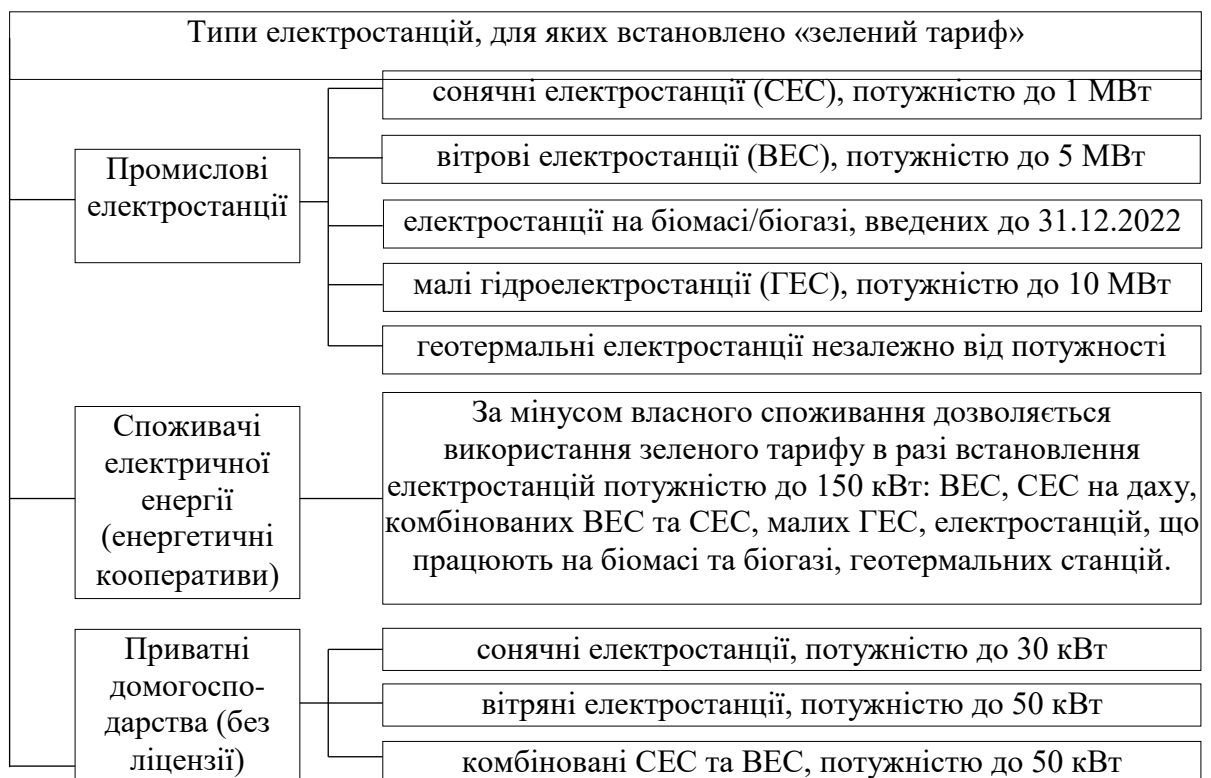 Типи електростанцій, для яких встановлено «зелений тариф»
Промислові
електростанції
сонячні електростанції (СЕС), потужністю до 1 МВт
вітрові електростанції (ВЕС), потужністю до 5 МВт
електростанції на біомасі/біогазі, введених до 31.12.2022
малі гідроелектростанції (ГЕС), потужністю до 10 МВт
геотермальні електростанції незалежно від потужності
Споживачі
електричної
енергії
(енергетичні
кооперативи)
За мінусом власного споживання дозволяється
використання зеленого тарифу в разі встановлення
електростанцій потужністю до 150 кВт: ВЕС, СЕС на даху,
комбінованих ВЕС та СЕС, малих ГЕС, електростанцій, що
працюють на біомасі та біогазі, геотермальних станцій.
Приватні
домогоспо-
дарства (без
ліцензії)
сонячні електростанції, потужністю до 30 кВт
вітряні електростанції, потужністю до 50 кВт
комбіновані СЕС та ВЕС, потужністю до 50 кВт